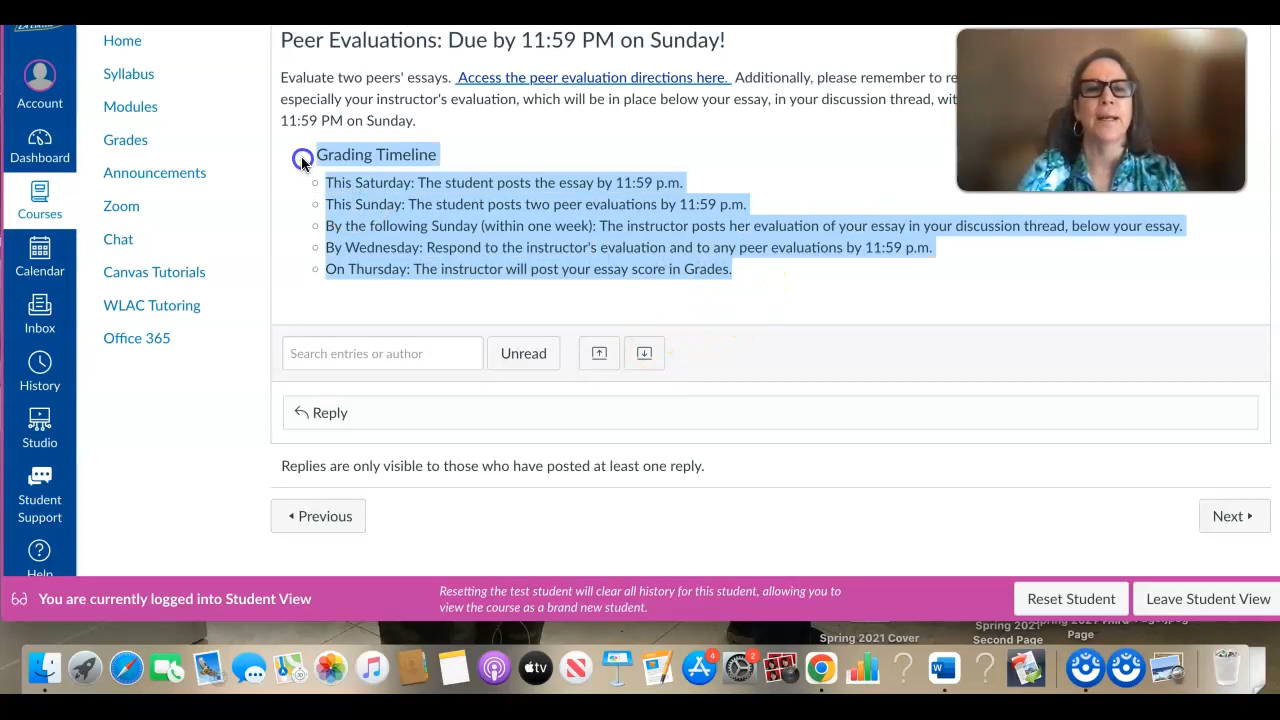 Peer Evaluations: Due by 11:59 PM on Sunday!
Evaluate two peers' essays. Access the peer evaluation directions here. Additionally, please remember to re
especially your instructor's evaluation, which will be in place below your essay, in your discussion thread, wit
11:59 PM on Sunday.
Grading Timeline
This Saturday: The student posts the essay by 11:59 p.m.
This Sunday: The student posts two peer evaluations by 11:59 p.m.
By the following Sunday (within one week): The instructor posts her evaluation of your essay in your discussion thread, below your essay.
By Wednesday: Respond to the instructor's evaluation and to any peer evaluations by 11:59 p.m.
On Thursday: The instructor will post your essay score in Grades.
Search entries or author
Unread
Reply
Replies are only visible to those who have posted at least one reply.
Previous
Next
Account
Dashboard
Courses
Calendar
Inbox
History
Studio
Student
Support
Help
Home
Syllabus
Modules
Grades
Announcements
Zoom
Chat
Canvas Tutorials
WLAC Tutoring
Office 365
You are currently logged into Student View
Resetting the test student will clear all history for this student, allowing you to
view the course as a brand new student.
Reset Student
Leave Student View
Spring 2021 Cover
Spring 202
Second Page
Page
4
2